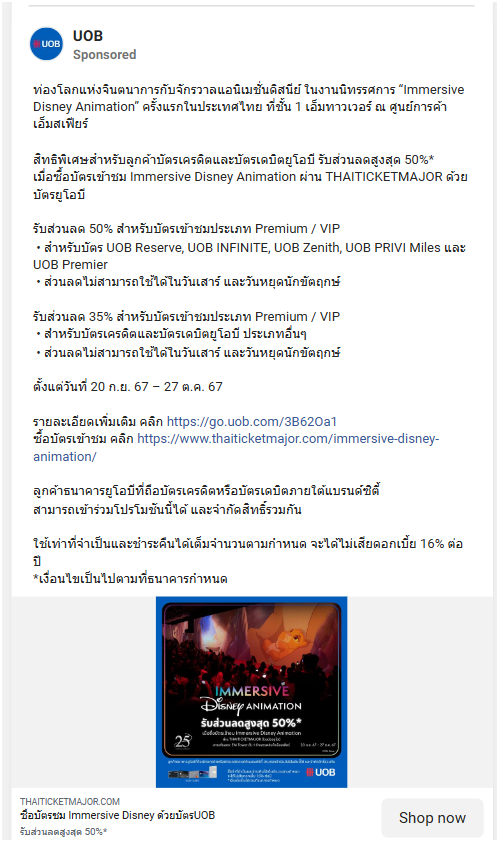 UOB
UOB
Sponsored
ท่องโลกแห่งจินตนาการกับจักรวาลแอนิเมชั่นดิสนีย์ ในงานนิทรรศการ “Immersive
Disney Animation” ครั้งแรกในประเทศไทย ที่ชั้น 1 เอ็มทาวเวอร์ ณ ศูนย์การค้า
เอ็มสเฟียร์
สิทธิพิเศษสำหรับลูกค้าบัตรเครดิตและบัตรเดบิตยูโอบี รับส่วนลดสูงสุด 50%*
เมื่อซื้อบัตรเข้าชม Immersive Disney Animation ผ่าน THAITICKETMAJOR ด้วย
บัตรยูโอบี
รับส่วนลด 50% สำหรับบัตรเข้าชมประเภท Premium / VIP
• สำหรับบัตร UOB Reserve, UOB INFINITE, UOB Zenith, UOB PRIVI Miles และ
UOB Premier
• ส่วนลดไม่สามารถใช้ได้ในวันเสาร์ และวันหยุดนักขัตฤกษ์
รับส่วนลด 35% สำหรับบัตรเข้าชมประเภท Premium / VIP
• สำหรับบัตรเครดิตและบัตรเดบิตยูโอบี ประเภทอื่นๆ
• ส่วนลดไม่สามารถใช้ได้ในวันเสาร์ และวันหยุดนักขัตฤกษ์
ตั้งแต่วันที่ 20 ก.ย. 67 – 27 ต.ค. 67
รายละเอียดเพิ่มเติม คลิก https://go.uob.com/3B62Oa1
ซื้อบัตรเข้าชม คลิก https://www.thaiticketmajor.com/immersive-disney-
animation/
ลูกค้าธนาคารยูโอบีที่ถือบัตรเครดิตหรือบัตรเดบิตภายใต้แบรนด์ซิตี้
สามารถเข้าร่วมโปรโมชันนี้ได้ และจำกัดสิทธิ์รวมกัน
ใช้เท่าที่จำเป็นและชำระคืนได้เต็มจำนวนตามกำหนด จะได้ไม่เสียดอกเบี้ย 16% ต่อ
ปี
*เงื่อนไขเป็นไปตามที่ธนาคารกำหนด
IMMERSIVE
Disney ANIMATION
รับส่วนลดสูงสุด 50%*
เมื่อซื้อบัตรเข้าชม Immersive Disney Animation
25
UOB
THAITICKETMAJOR.COM
ซื้อบัตรชม Immersive Disney ด้วยบัตรUOB
รับส่วนลดสูงสุด 50%*
Shop now